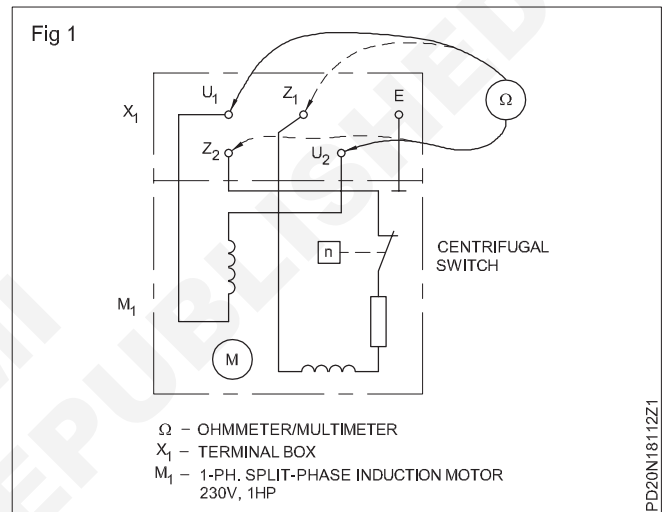 Fig 1
U1 Z1 E
X1
Ω
Z2 U2
n
CENTRIFUGAL
SWITCH
M1
M
Ω – OHMMETER/MULTIMETER
X1 – TERMINAL BOX
M1 – 1-PH. SPLIT-PHASE INDUCTION MOTOR
230V, 1HP
PD20N18112Z1